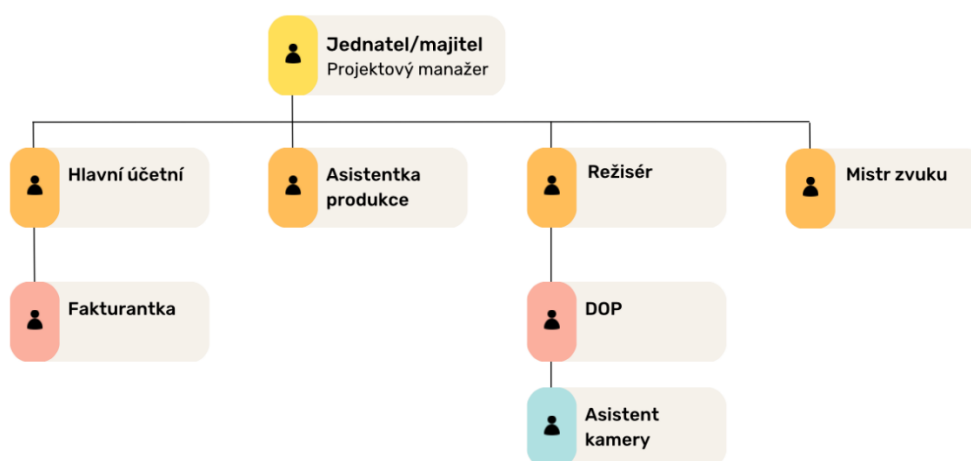 Jednatel/majitel
Projektový manažer
Hlavní účetní
Asistentka
produkce
Režisér
Mistr zvuku
Fakturantka
DOP
Asistent
kamery